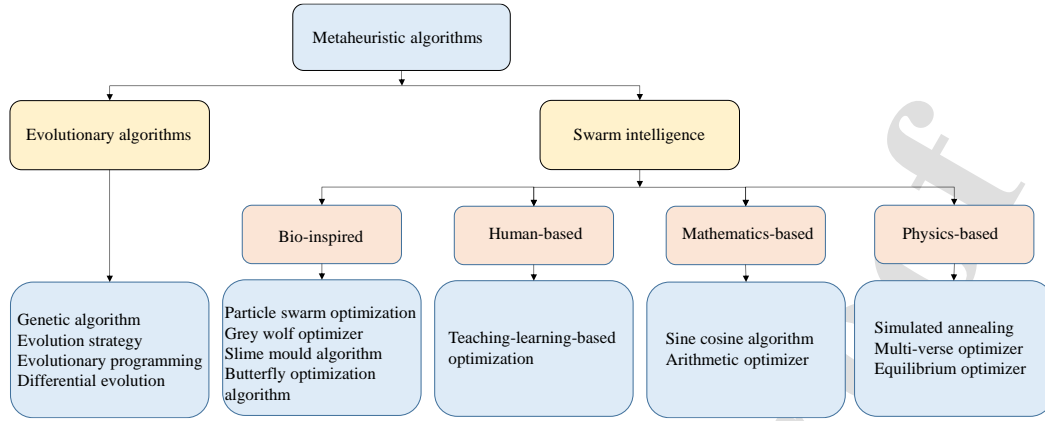 Metaheuristic algorithms
Evolutionary algorithms
Swarm intelligence
Bio-inspired
Human-based
Mathematics-based
Physics-based
Genetic algorithm
Evolution strategy
Evolutionary programming
Differential evolution
Particle swarm optimization
Grey wolf optimizer
Slime mould algorithm
Butterfly optimization
algorithm
Teaching-learning-based
optimization
Sine cosine algorithm
Arithmetic optimizer
Simulated annealing
Multi-verse optimizer
Equilibrium optimizer